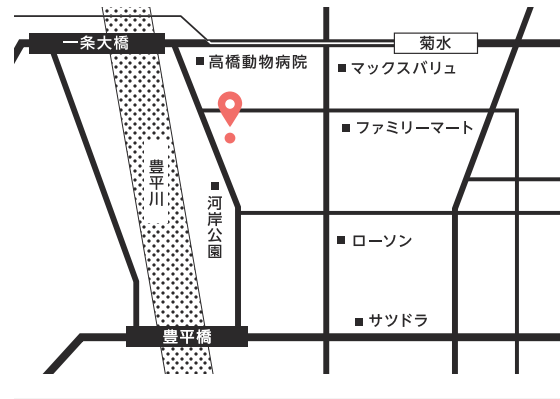 一条大橋
菊水
高橋動物病院
マックスバリュ
ファミリーマート
豊平川
河岸公園
ローソン
サツドラ
豊平橋